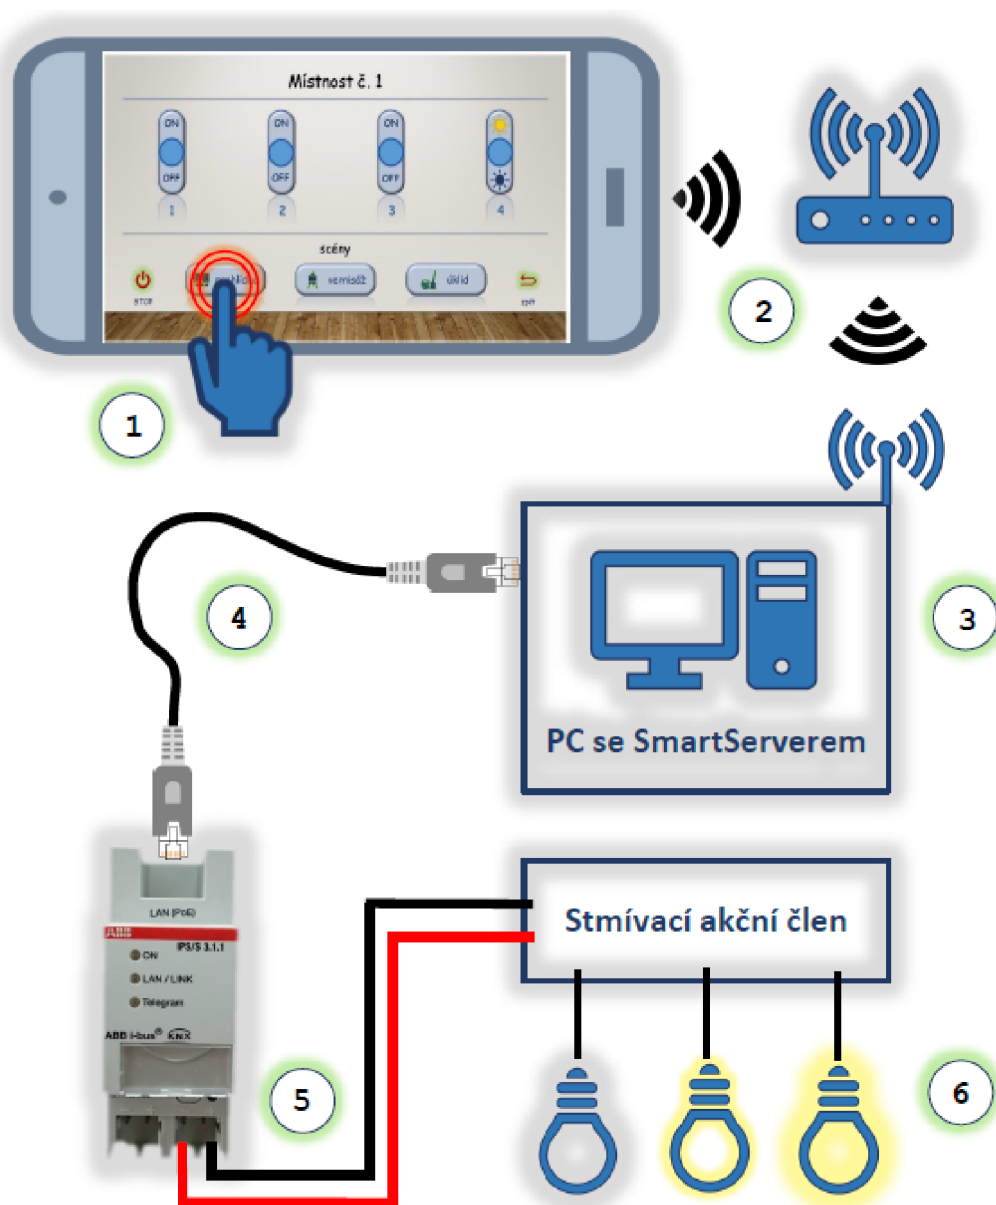 Místnost č. 1
ON ON ON
OFF OFF OFF
1 2 3 4
scény
vernisáž úklid
STOP ZPĚT
2
1
4
3
PC se SmartServerem
LAN (PoE)
ABB
IPS/S 3.1.1
ON
LAN / LINK
Telegram
ABB i-bus® KNX
Stmívací akční člen
5
6